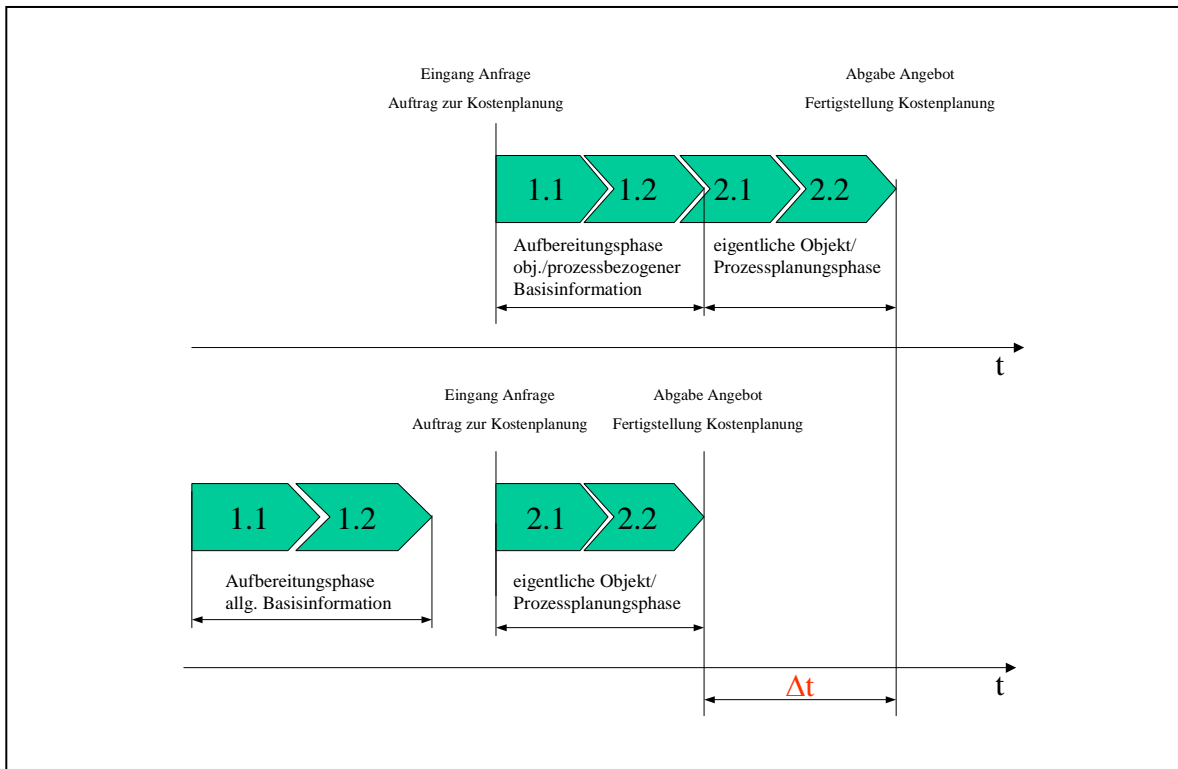 Eingang Anfrage
Auftrag zur Kostenplanung
Abgabe Angebot
Fertigstellung Kostenplanung
1.1
1.2
2.1
2.2
Aufbereitungsphase
obj./prozessbezogener
Basisinformation
eigentliche Objekt/
Prozessplanungsphase
t
Eingang Anfrage
Auftrag zur Kostenplanung
Abgabe Angebot
Fertigstellung Kostenplanung
1.1
1.2
2.1
2.2
Aufbereitungsphase
allg. Basisinformation
eigentliche Objekt/
Prozessplanungsphase
t
Δt